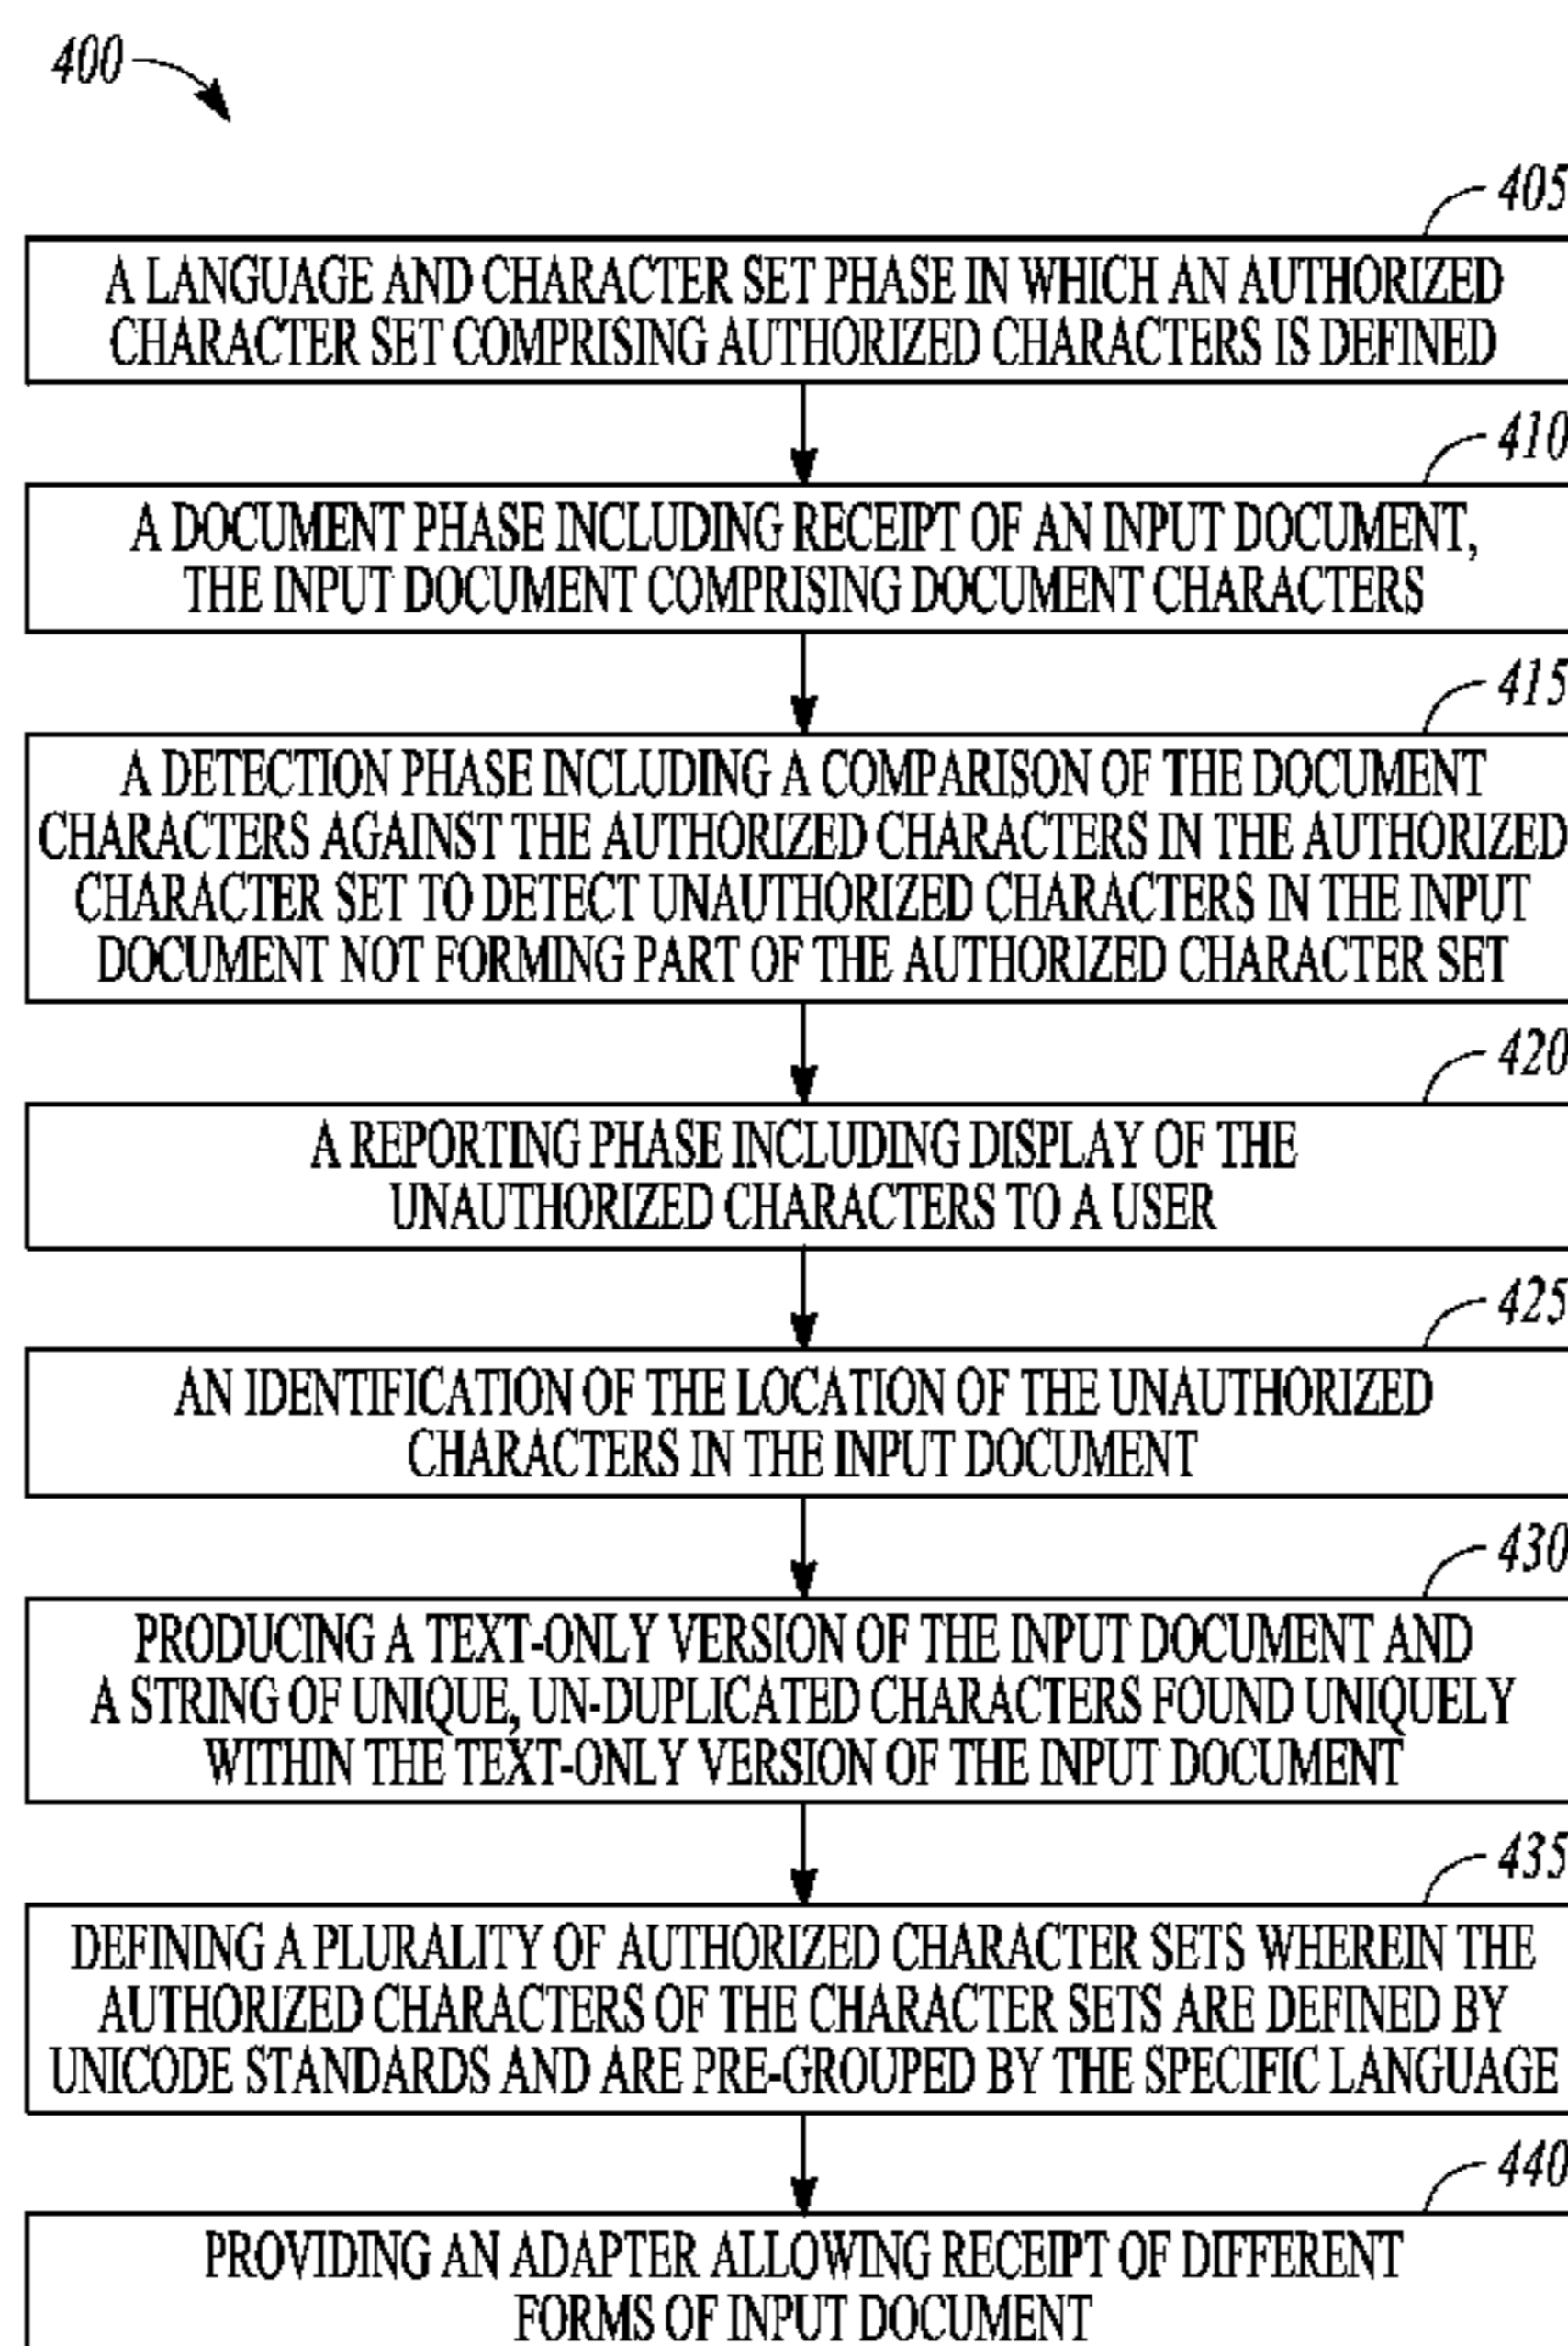 400
405
A LANGUAGE AND CHARACTER SET PHASE IN WHICH AN AUTHORIZED
CHARACTER SET COMPRISING AUTHORIZED CHARACTERS IS DEFINED
410
A DOCUMENT PHASE INCLUDING RECEIPT OF AN INPUT DOCUMENT,
THE INPUT DOCUMENT COMPRISING DOCUMENT CHARACTERS
415
A DETECTION PHASE INCLUDING A COMPARISON OF THE DOCUMENT
CHARACTERS AGAINST THE AUTHORIZED CHARACTERS IN THE AUTHORIZED
CHARACTER SET TO DETECT UNAUTHORIZED CHARACTERS IN THE INPUT
DOCUMENT NOT FORMING PART OF THE AUTHORIZED CHARACTER SET
420
A REPORTING PHASE INCLUDING DISPLAY OF THE
UNAUTHORIZED CHARACTERS TO A USER
425
AN IDENTIFICATION OF THE LOCATION OF THE UNAUTHORIZED
CHARACTERS IN THE INPUT DOCUMENT
430
PRODUCING A TEXT-ONLY VERSION OF THE INPUT DOCUMENT AND
A STRING OF UNIQUE, UN-DUPLICATED CHARACTERS FOUND UNIQUELY
WITHIN THE TEXT-ONLY VERSION OF THE INPUT DOCUMENT
435
DEFINING A PLURALITY OF AUTHORIZED CHARACTER SETS WHEREIN THE
AUTHORIZED CHARACTERS OF THE CHARACTER SETS ARE DEFINED BY
UNICODE STANDARDS AND ARE PRE-GROUPED BY THE SPECIFIC LANGUAGE
440
PROVIDING AN ADAPTER ALLOWING RECEIPT OF DIFFERENT
FORMS OF INPUT DOCUMENT